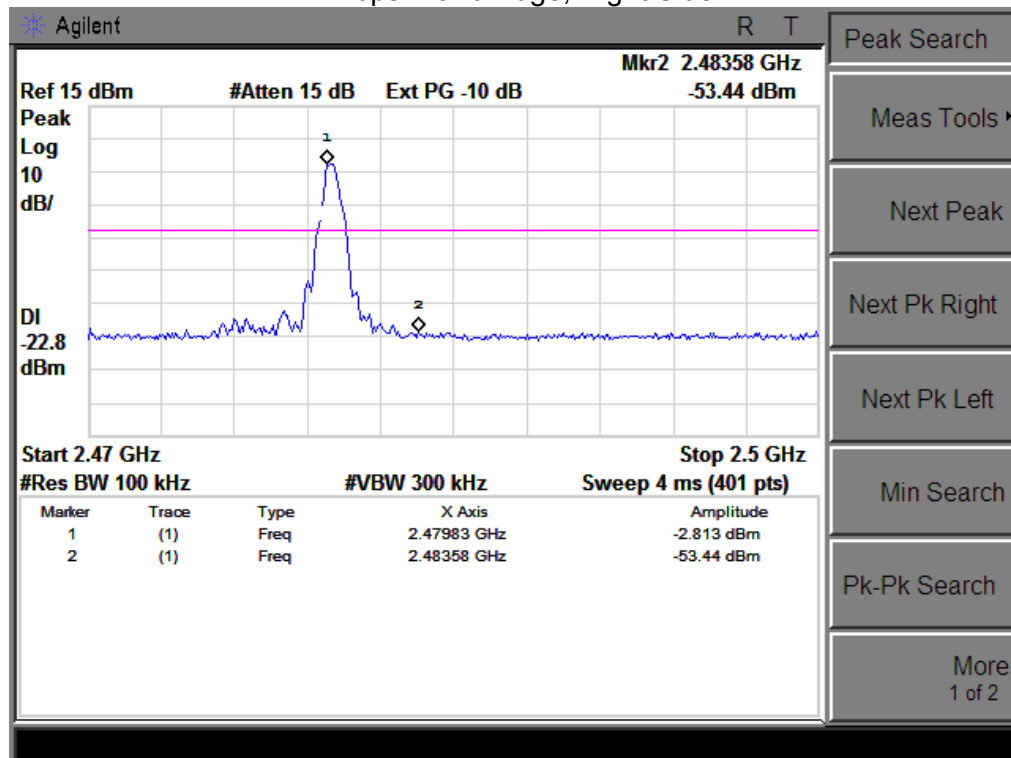 Agilent R T
Peak Search
Mkr2 2.48358 GHz
Ref 15 dBm #Atten 15 dB Ext PG -10 dB -53.44 dBm
Peak
Log
10
dB/
1
2
DI
-22.8
dBm
Start 2.47 GHz Stop 2.5 GHz
#Res BW 100 kHz #VBW 300 kHz Sweep 4 ms (401 pts)
Marker Trace Type X Axis Amplitude
1 (1) Freq 2.47983 GHz -2.813 dBm
2 (1) Freq 2.48358 GHz -53.44 dBm
Meas Tools
Next Peak
Next Pk Right
Next Pk Left
Min Search
Pk-Pk Search
More
1 of 2